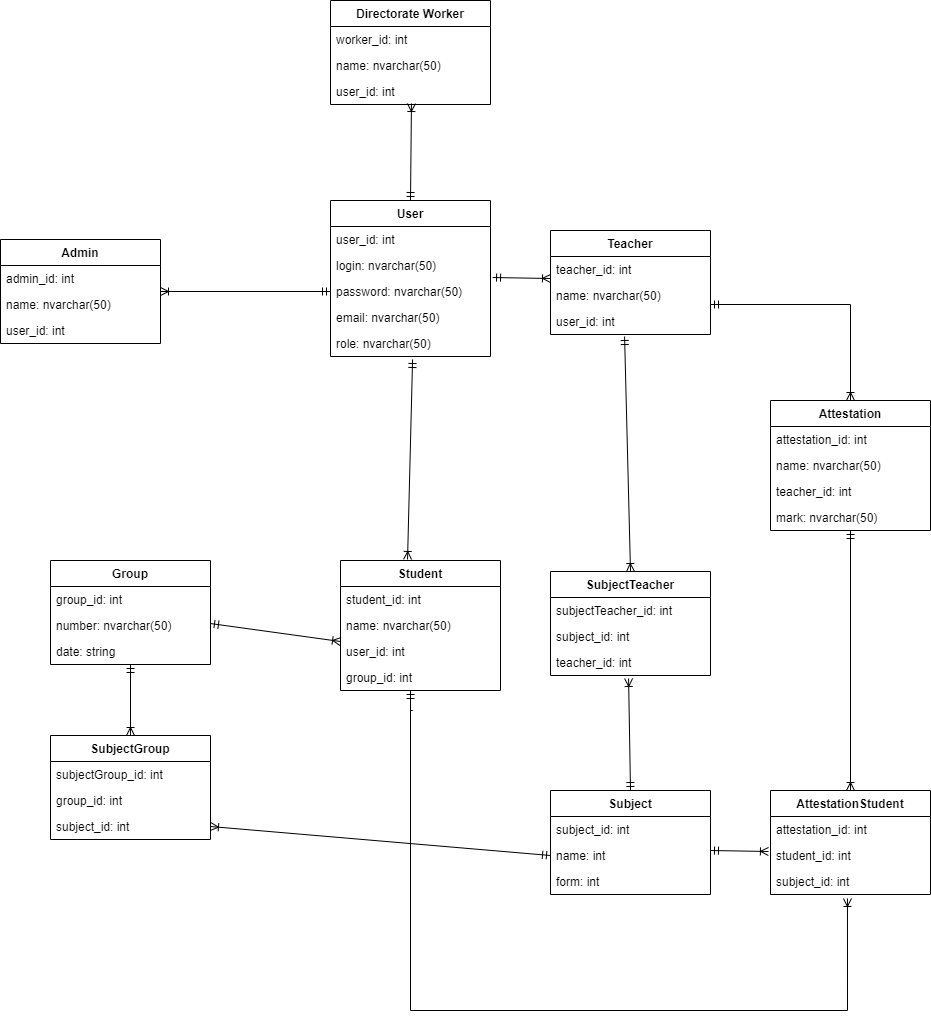 Directorate Worker
worker_id: int
name: nvarchar(50)
user_id: int
User
user_id: int
login: nvarchar(50)
password: nvarchar(50)
email: nvarchar(50)
role: nvarchar(50)
Teacher
teacher_id: int
name: nvarchar(50)
user_id: int
Admin
admin_id: int
name: nvarchar(50)
user_id: int
Attestation
attestation_id: int
name: nvarchar(50)
teacher_id: int
mark: nvarchar(50)
Group
group_id: int
number: nvarchar(50)
date: string
Student
student_id: int
name: nvarchar(50)
user_id: int
group_id: int
SubjectTeacher
subjectTeacher_id: int
subject_id: int
teacher_id: int
SubjectGroup
subjectGroup_id: int
group_id: int
subject_id: int
Subject
subject_id: int
name: int
form: int
AttestationStudent
attestation_id: int
student_id: int
subject_id: int